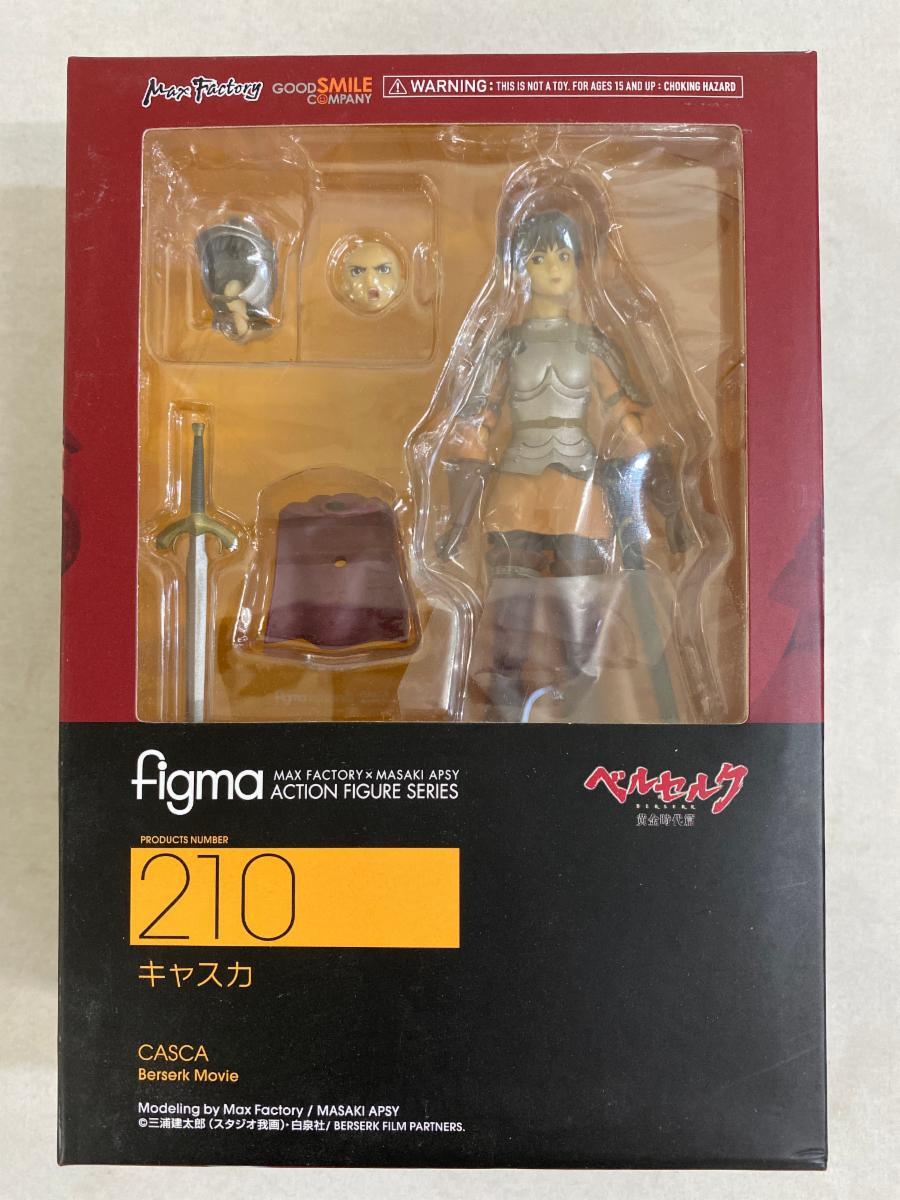 Max Factory
GOOD SMILE COMPANY
WARNING: THIS IS NOT A TOY. FOR AGES 15 AND UP : CHOKING HAZARD
figma
figma
MAX FACTORY × MASAKI APSY
ACTION FIGURE SERIES
ベルセルク
BERSERK
黄金時代篇
PRODUCTS NUMBER
210
キャスカ
CASCA
Berserk Movie
Modeling by Max Factory / MASAKI APSY
©三浦建太郎(スタジオ我画)・白泉社/ BERSERK FILM PARTNERS.